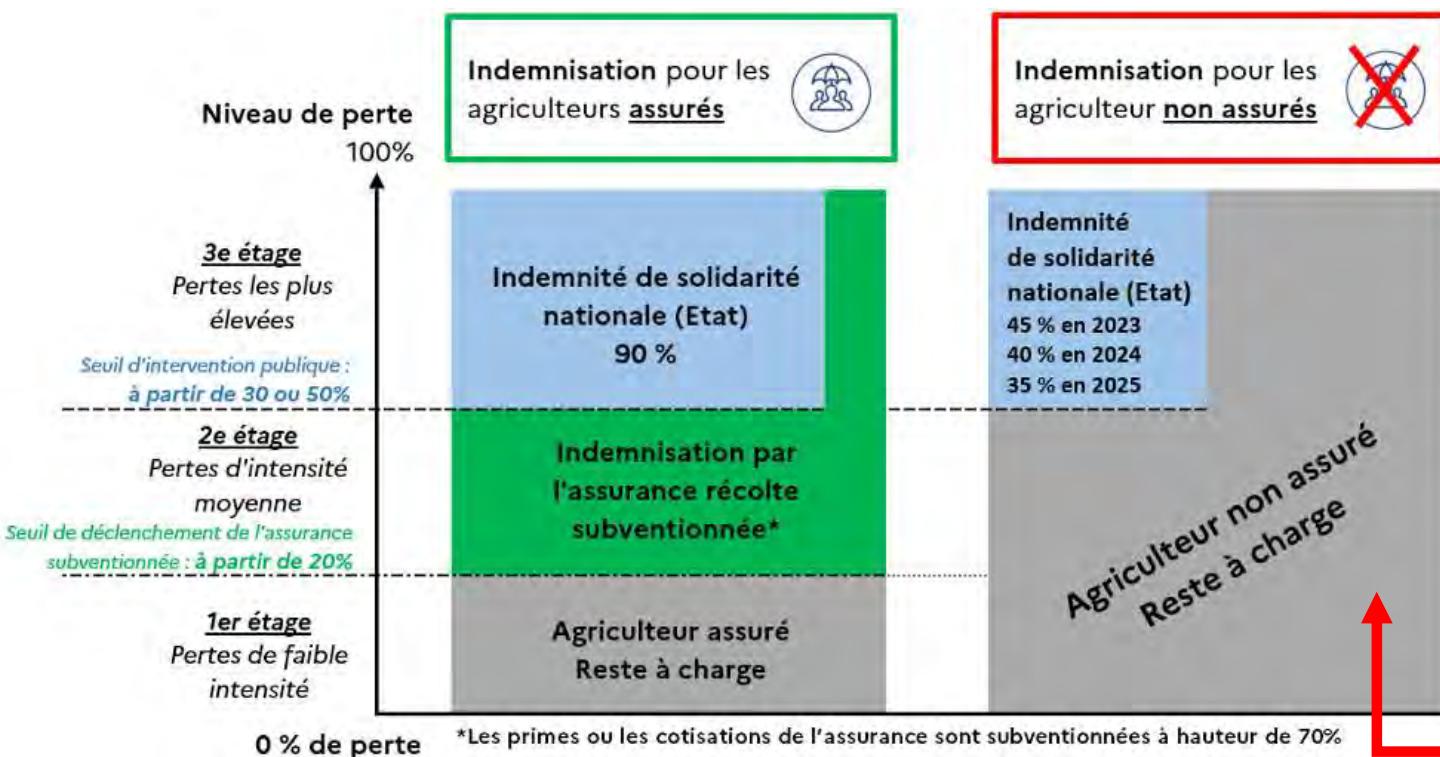 Indemnisation pour les
agriculteurs assurés
Indemnisation pour les
agriculteur non assurés
Niveau de perte
100%
3e étage
Pertes les plus
élevées
Seuil d'intervention publique :
à partir de 30 ou 50%
2e étage
Pertes d'intensité
moyenne
Seuil de déclenchement de l'assurance
subventionnée : à partir de 20%
1er étage
Pertes de faible
intensité
0 % de perte
Indemnité de solidarité
nationale (Etat)
90 %
Indemnisation par
l'assurance récolte
subventionnée*
Agriculteur assuré
Reste à charge
Indemnité
de solidarité
nationale (Etat)
45 % en 2023
40 % en 2024
35 % en 2025
Agriculteur non assuré
Reste à charge
*Les primes ou les cotisations de l'assurance sont subventionnées à hauteur de 70%